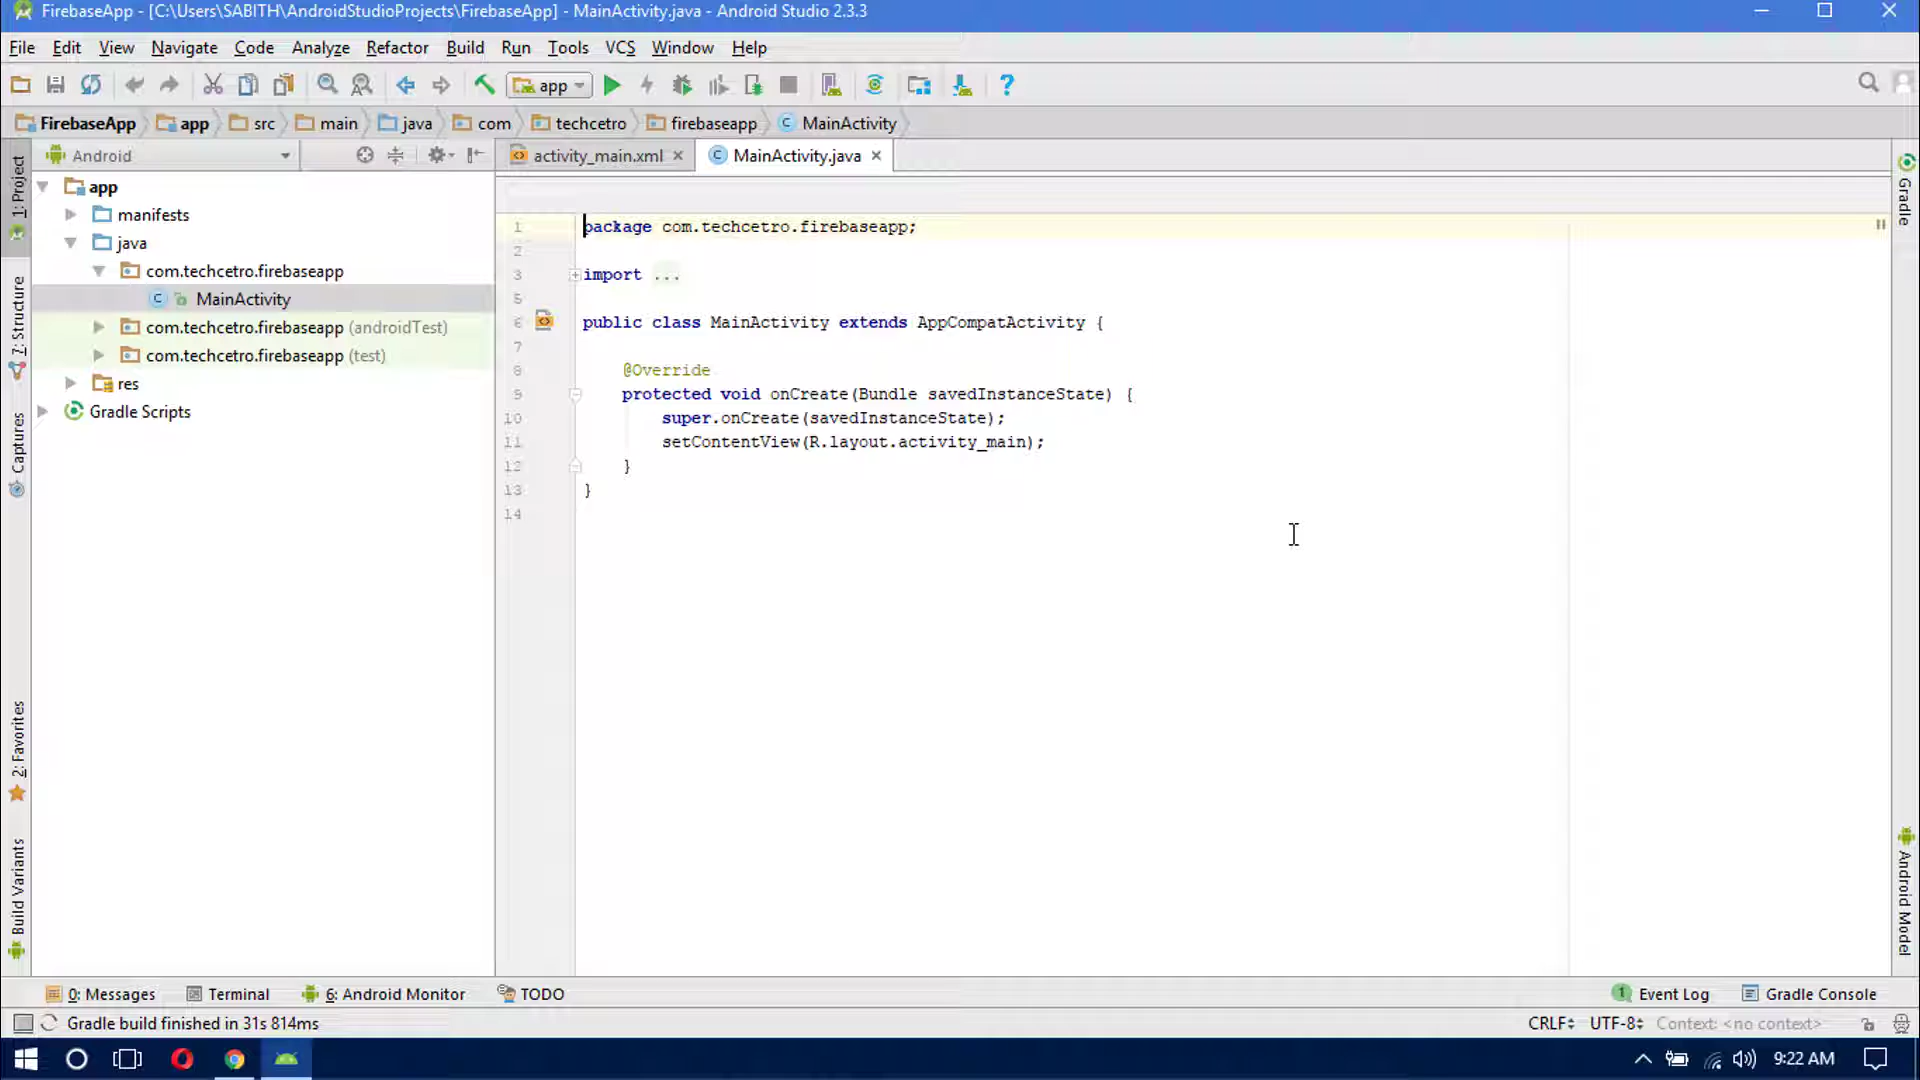 FirebaseApp - [C:\Users\SABITH\AndroidStudioProjects\FirebaseApp] - MainActivity.java - Android Studio 2.3.3
File Edit View Navigate Code Analyze Refactor Build Run Tools VCS Window Help
app
FirebaseApp app src main java com techcetro firebaseapp MainActivity
Android
activity_main.xml MainActivity.java
1: Project
7: Structure
Captures
2: Favorites
Build Variants
app
manifests
java
com.techcetro.firebaseapp
MainActivity
com.techcetro.firebaseapp (androidTest)
com.techcetro.firebaseapp (test)
res
Gradle Scripts
1 package com.techcetro.firebaseapp;
2
3 import ...
5
6 public class MainActivity extends AppCompatActivity {
7
8 @Override
9 protected void onCreate(Bundle savedInstanceState) {
10 super.onCreate(savedInstanceState);
11 setContentView(R.layout.activity_main);
12 }
13 }
14
Gradle
Android Model
0: Messages Terminal 6: Android Monitor TODO Event Log Gradle Console
Gradle build finished in 31s 814ms CRLF UTF-8 Context: <no context>
9:22 AM